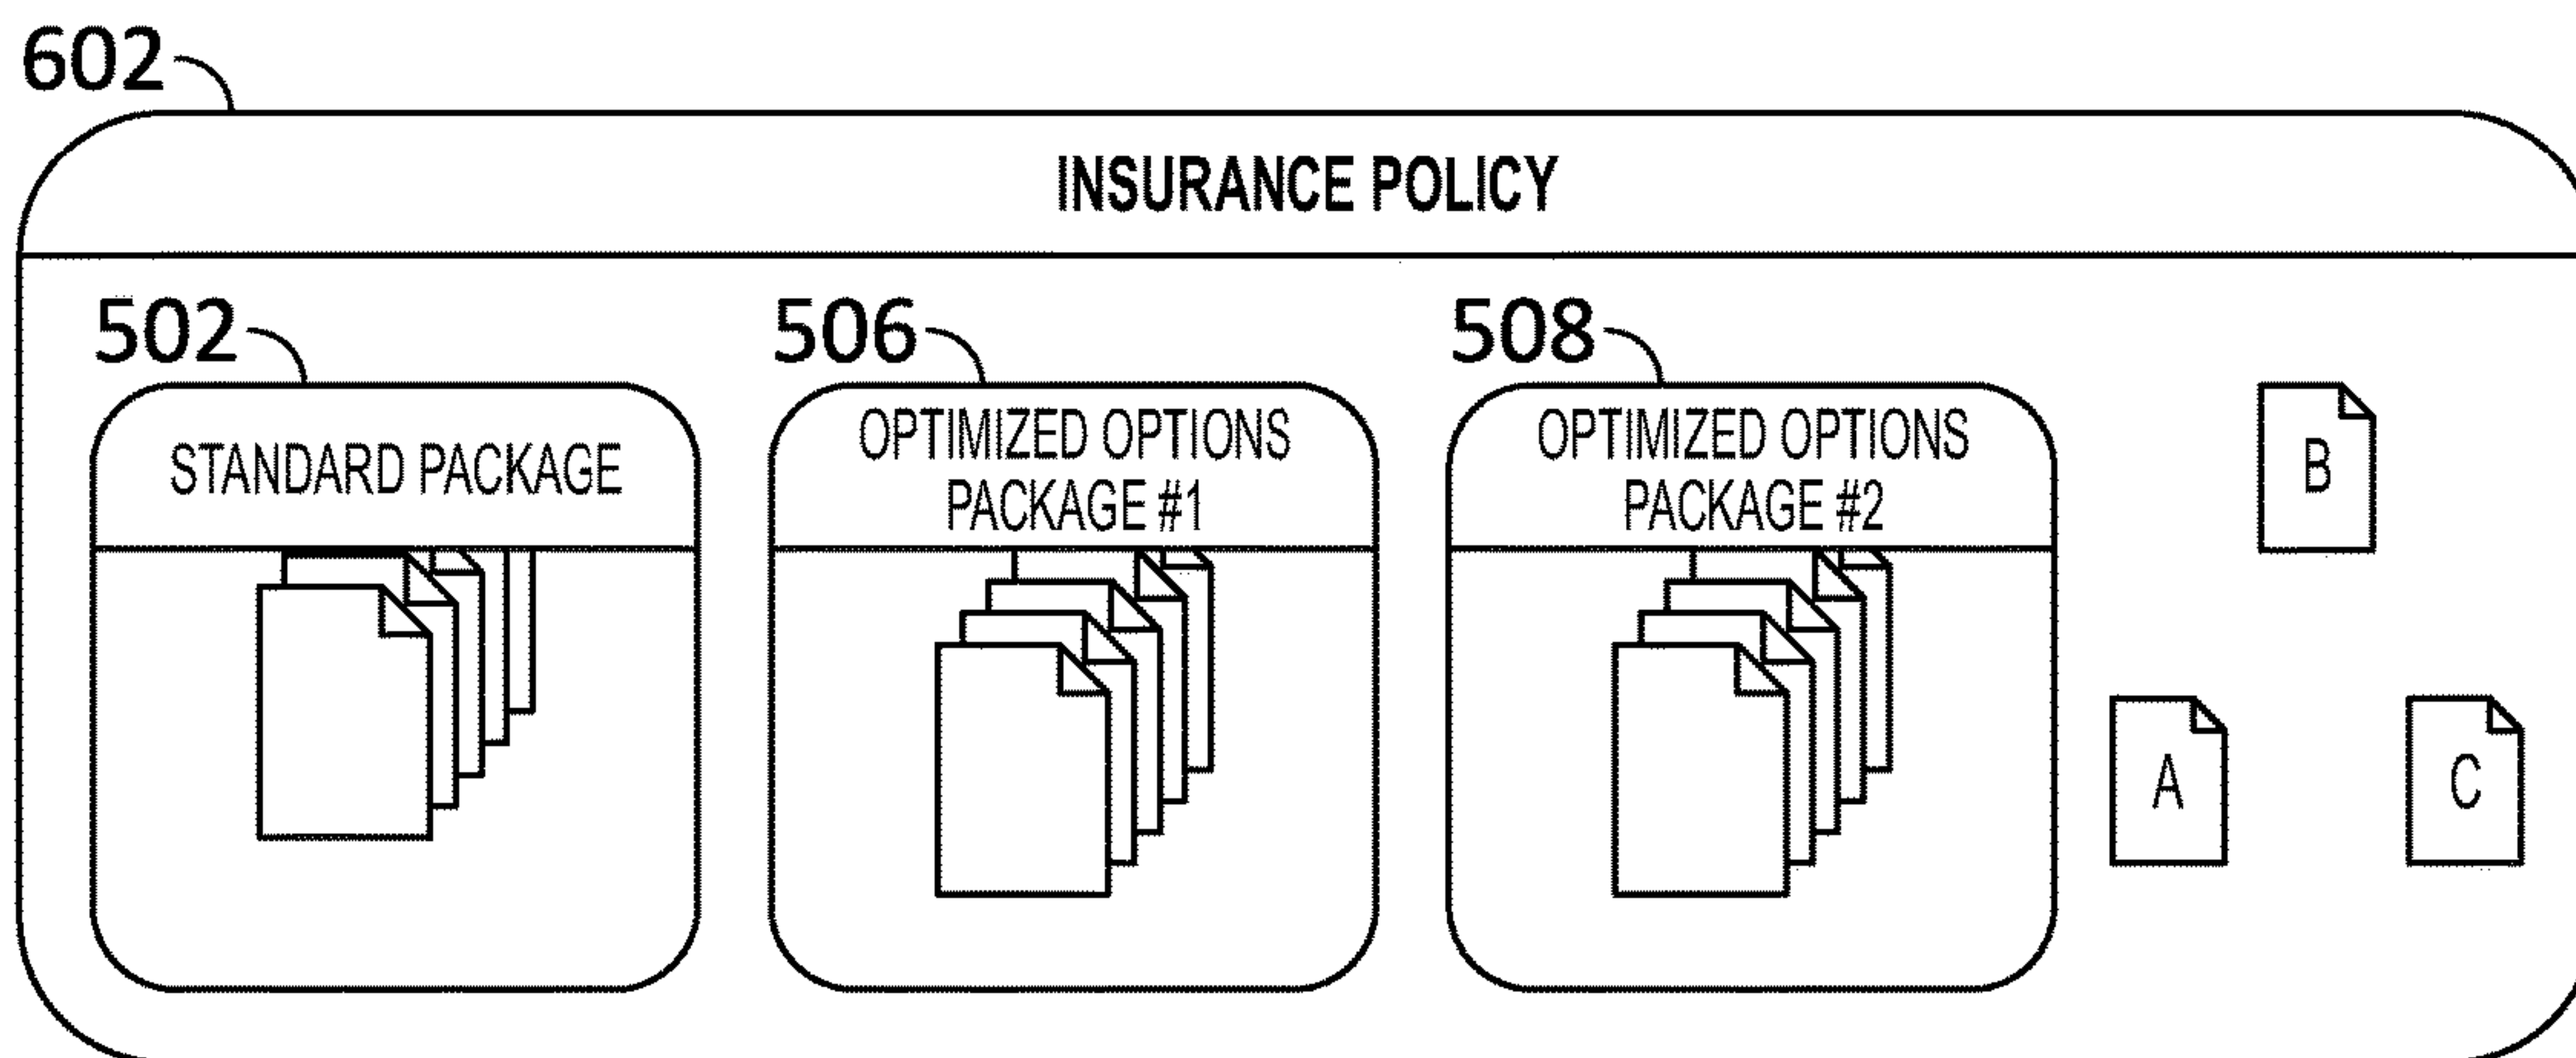 602
INSURANCE POLICY
502
506
508
STANDARD PACKAGE
OPTIMIZED OPTIONS
PACKAGE #1
OPTIMIZED OPTIONS
PACKAGE #2
B
A
C